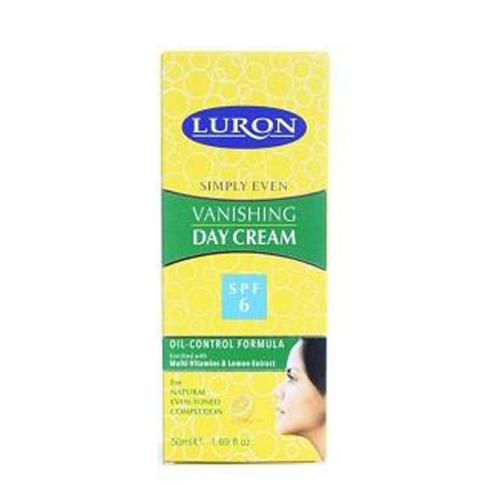 LURON
SIMPLY EVEN
VANISHING
DAY CREAM
SPF
6
OIL-CONTROL FORMULA
Enriched with
Multi-Vitamins & Lemon Extract
For
NATURAL
EVEN-TONED
COMPLEXION
50ml℮ 1.69 fl.oz